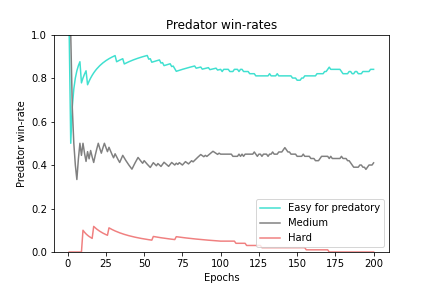 Predator win-rates
1.0
0.8
0.6
0.4
0.2
0.0
Predator win-rate
0 25 50 75 100 125 150 175 200
Epochs
Easy for predatory
Medium
Hard